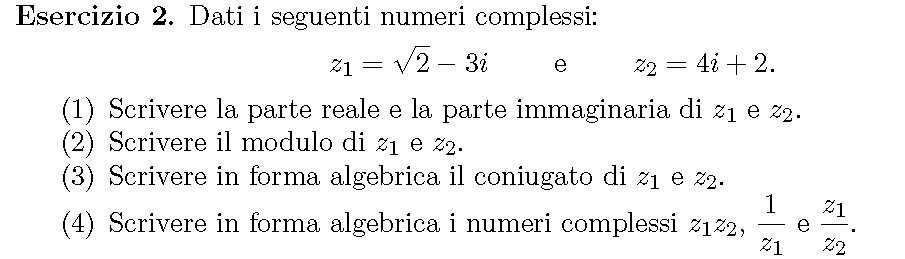 Esercizio 2. Dati i seguenti numeri complessi:
z₁ = √2 − 3i e z₂ = 4i + 2.
(1) Scrivere la parte reale e la parte immaginaria di z₁ e z₂.
(2) Scrivere il modulo di z₁ e z₂.
(3) Scrivere in forma algebrica il coniugato di z₁ e z₂.
(4) Scrivere in forma algebrica i numeri complessi z₁z₂, 1/z₁ e z₁/z₂.